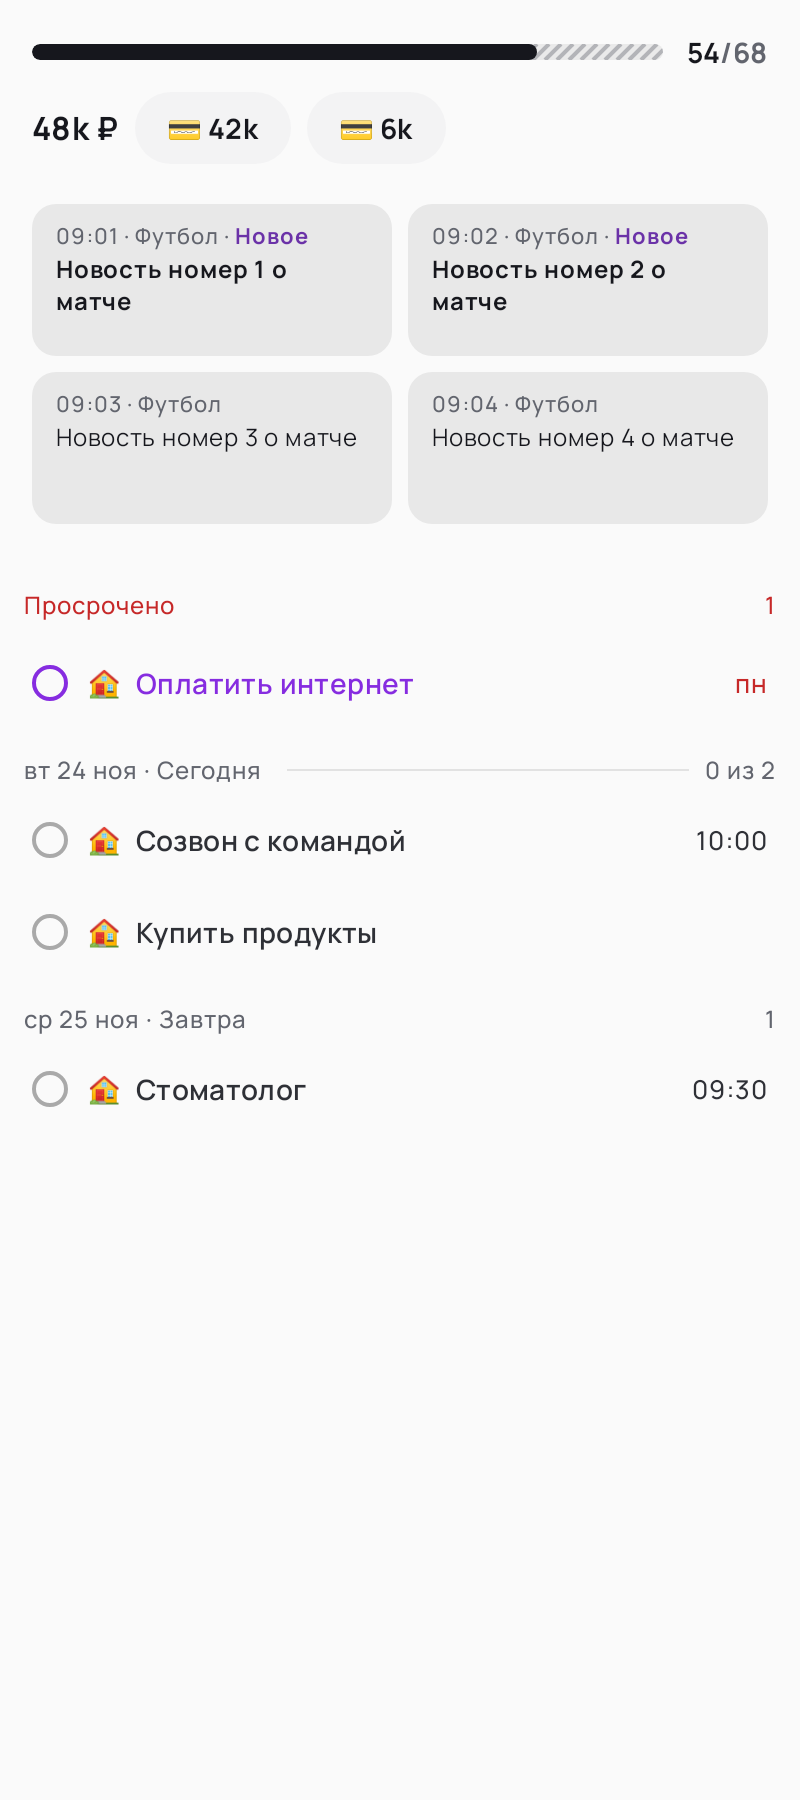 54/68
48k ₽ 💳 42k 💳 6k
09:01 · Футбол · Новое
Новость номер 1 о
матче
09:02 · Футбол · Новое
Новость номер 2 о
матче
09:03 · Футбол
Новость номер 3 о матче
09:04 · Футбол
Новость номер 4 о матче
Просрочено 1
🏠 Оплатить интернет пн
вт 24 ноя · Сегодня 0 из 2
🏠 Созвон с командой 10:00
🏠 Купить продукты
ср 25 ноя · Завтра 1
🏠 Стоматолог 09:30